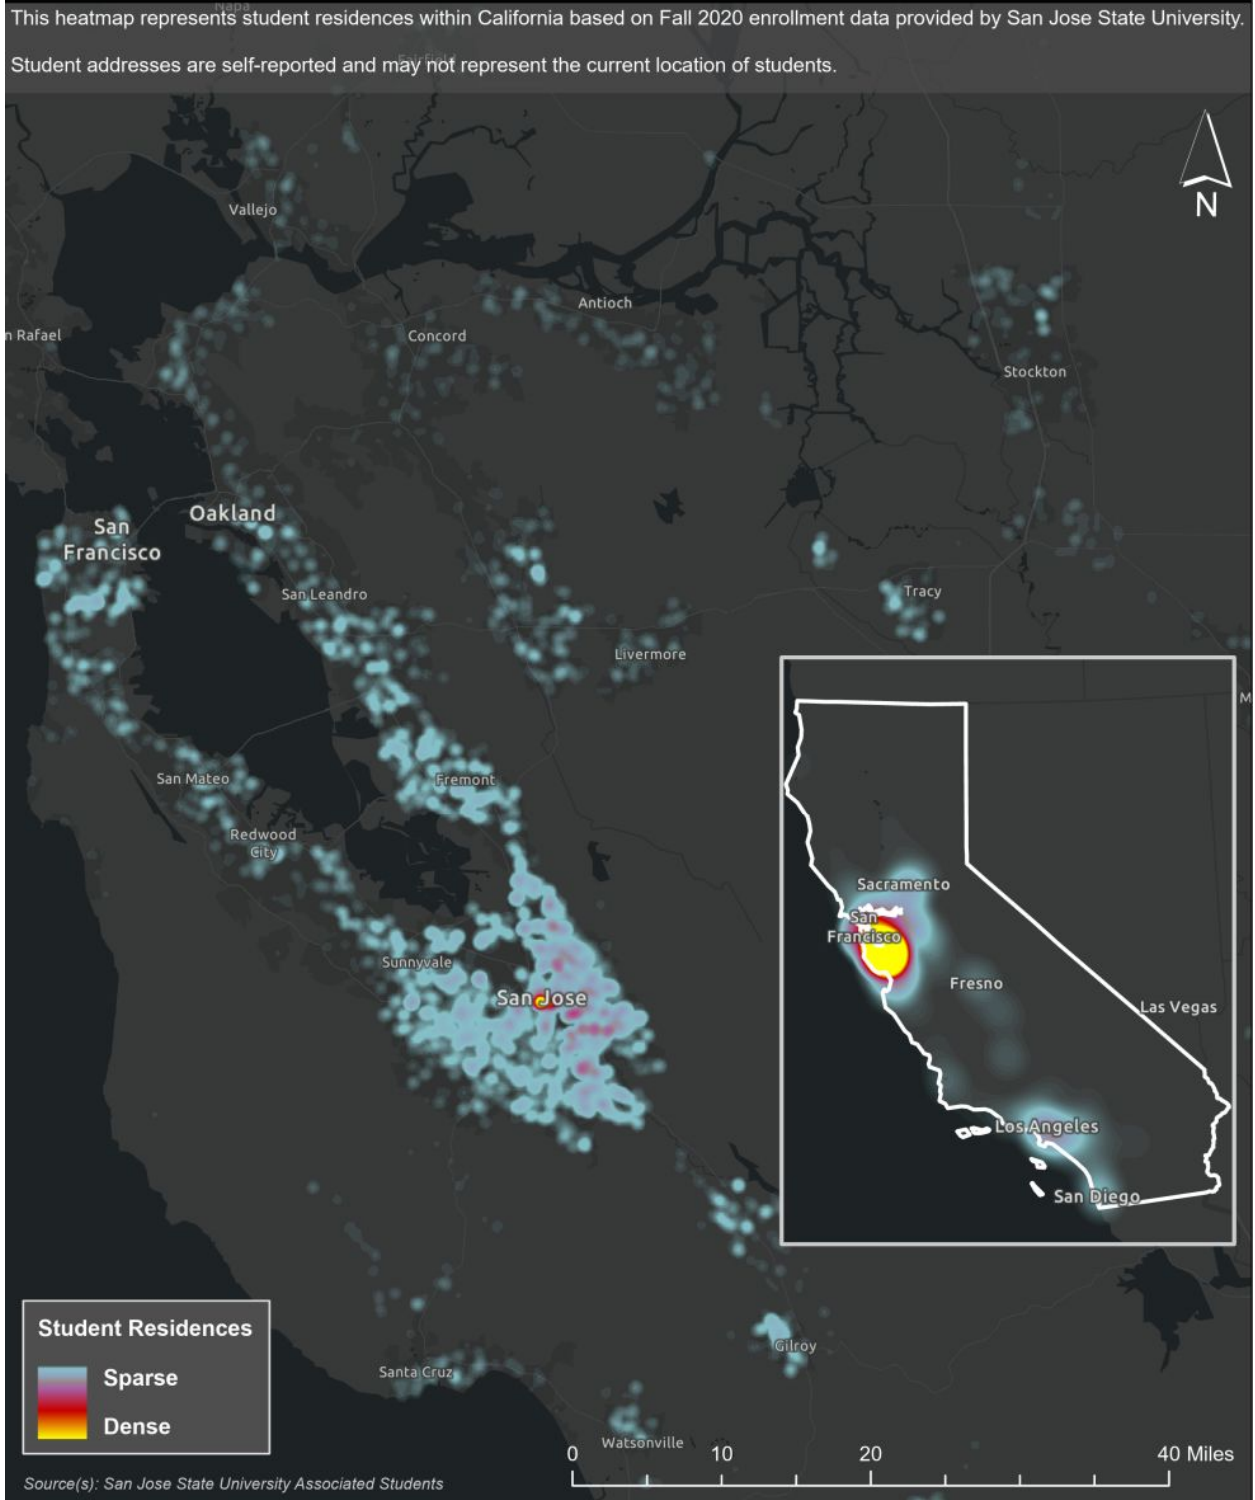 Napa
This heatmap represents student residences within California based on Fall 2020 enrollment data provided by San Jose State University.
Fairfield
Student addresses are self-reported and may not represent the current location of students.
N
Vallejo
Antioch
n Rafael
Concord
Stockton
San
Francisco
Oakland
San Leandro
Tracy
Livermore
M
San Mateo
Fremont
Redwood
City
Sacramento
San
Francisco
Sunnyvale
Fresno
San Jose
Las Vegas
Los Angeles
San Diego
Student Residences
Sparse
Dense
Gilroy
Santa Cruz
Watsonville
0 10 20 40 Miles
Source(s): San Jose State University Associated Students